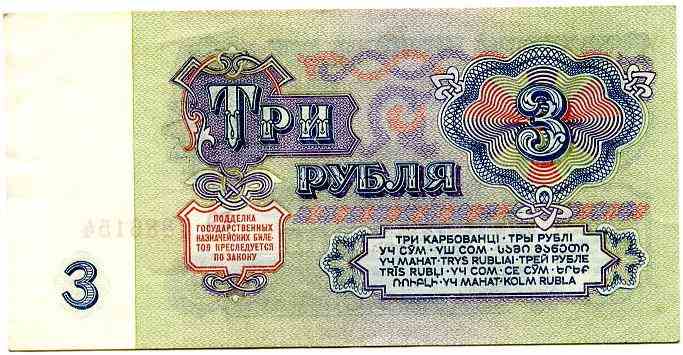 ТРИ
3
РУБЛЯ
ПОДДЕЛКА
ГОСУДАРСТВЕННЫХ
КАЗНАЧЕЙСКИХ БИЛЕ-
ТОВ ПРЕСЛЕДУЕТСЯ
ПО ЗАКОНУ
ТРИ КАРБОВАНЦІ · ТРЫ РУБЛІ
УЧ СЎМ · ҮШ СОМ · ᲡᲐᲛᲘ ᲛᲐᲜᲔᲗᲘ
УЧ МАНАТ · TRYS RUBLIAI · ТРЕЙ РУБЛЕ
TRĪS RUBĻI · ҮЧ СОМ · СЕ СӮМ · ԵՐԵՔ
ՌՈՒԲԼԻ · ҮЧ МАНАТ · KOLM RUBLA
3